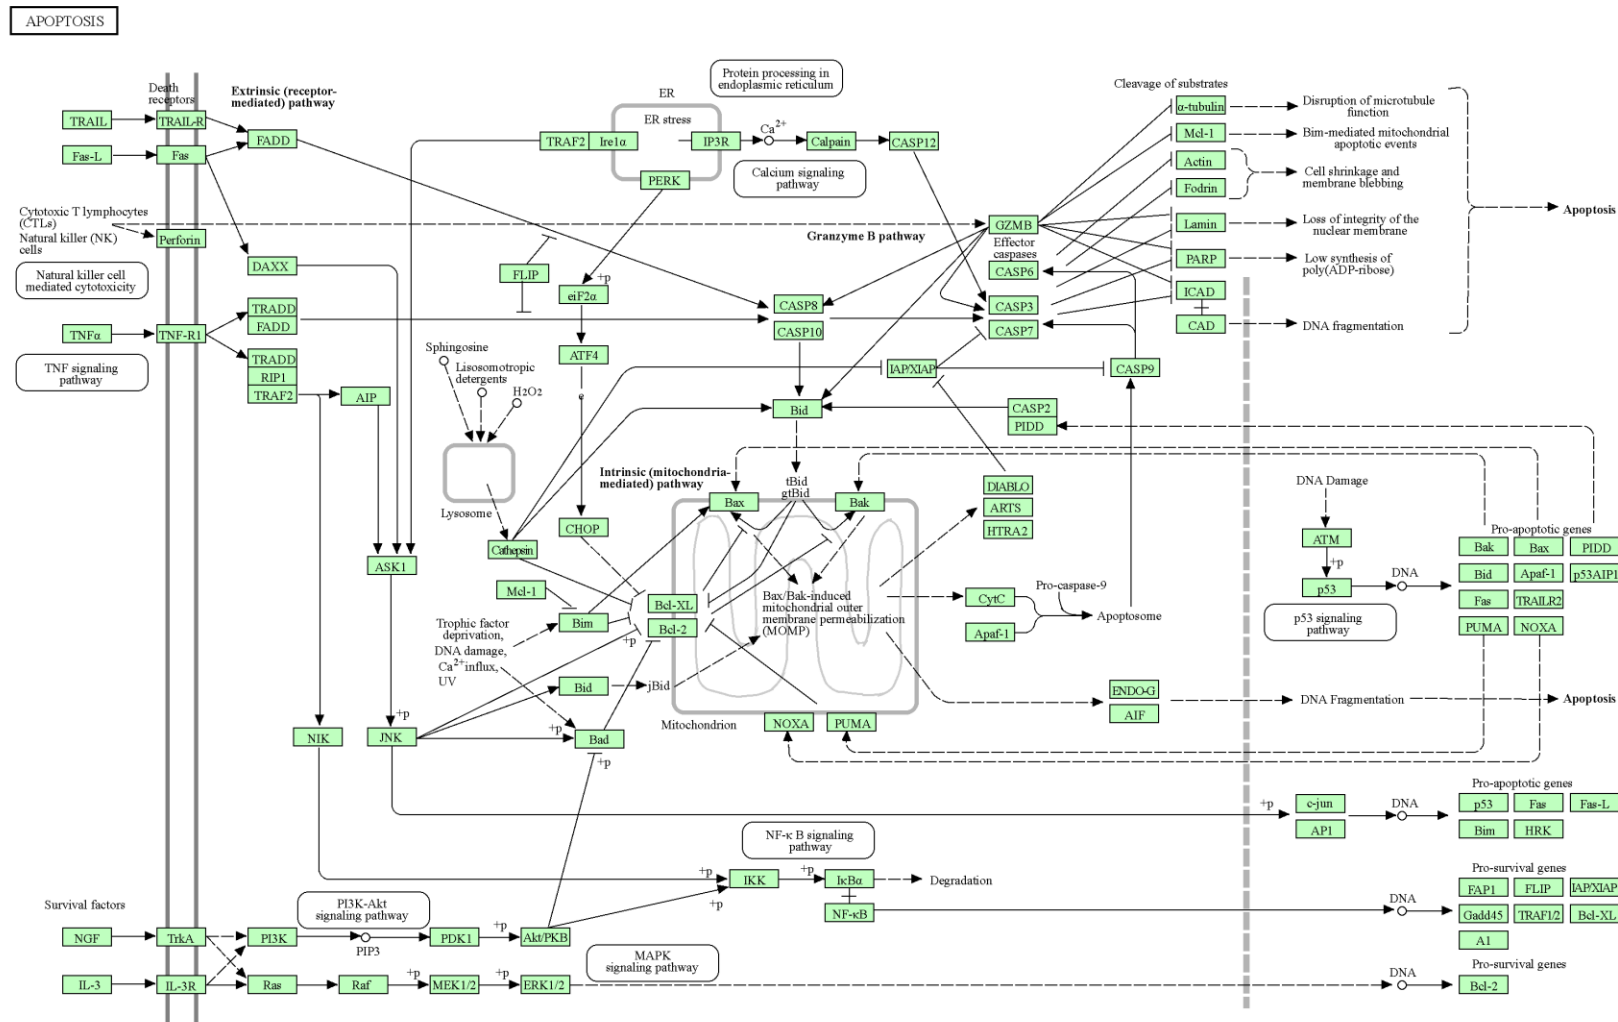 APOPTOSIS
Death
receptors
Extrinsic (receptor-
mediated) pathway
TRAIL
TRAIL-R
FADD
Fas-L
Fas
Cytotoxic T lymphocytes
(CTLs)
Natural killer (NK)
cells
Perforin
Natural killer cell
mediated cytotoxicity
DAXX
TNFα
TNF-R1
TRADD
FADD
TNF signaling
pathway
TRADD
RIP1
TRAF2
AIP
ASK1
NIK
+p
JNK
Protein processing in
endoplasmic reticulum
ER
ER stress
TRAF2
Ire1α
IP3R
Ca2+
Calpain
CASP12
PERK
Calcium signaling
pathway
FLIP
+p
eiF2α
ATF4
e
CHOP
Granzyme B pathway
GZMB
Effector
caspases
CASP6
CASP3
CASP7
CASP8
CASP10
IAP/XIAP
CASP9
Bid
CASP2
PIDD
Sphingosine
Lisosomotropic
detergents
H2O2
Lysosome
Cathepsin
Intrinsic (mitochondria-
mediated) pathway
tBid
gtBid
Bax
Bak
DIABLO
ARTS
HTRA2
Mcl-1
Bim
Bcl-XL
Bcl-2
+p
Trophic factor
deprivation,
DNA damage,
Ca2+influx,
UV
Bax/Bak-induced
mitochondrial outer
membrane permeabilization
(MOMP)
Bid
jBid
+p
Bad
+p
Mitochondrion
NOXA
PUMA
CytC
Pro-caspase-9
Apaf-1
Apoptosome
ENDO-G
AIF
DNA Fragmentation
Apoptosis
Cleavage of substrates
α-tubulin
Disruption of microtubule
function
Mcl-1
Bim-mediated mitochondrial
apoptotic events
Actin
Fodrin
Cell shrinkage and
membrane blebbing
Lamin
Loss of integrity of the
nuclear membrane
PARP
Low synthesis of
poly(ADP-ribose)
ICAD
CAD
DNA fragmentation
Apoptosis
DNA Damage
ATM
+p
p53
DNA
p53 signaling
pathway
Pro-apoptotic genes
Bak
Bax
PIDD
Bid
Apaf-1
p53AIP1
Fas
TRAILR2
PUMA
NOXA
+p
c-jun
AP1
DNA
Pro-apoptotic genes
p53
Fas
Fas-L
Bim
HRK
NF-κ B signaling
pathway
+p
IKK
+p
+p
IκBα
Degradation
NF-κB
DNA
Pro-survival genes
FAP1
FLIP
IAP/XIAP
Gadd45
TRAF1/2
Bcl-XL
A1
Survival factors
PI3K-Akt
signaling pathway
NGF
TrkA
PI3K
PIP3
PDK1
+p
Akt/PKB
MAPK
signaling pathway
IL-3
IL-3R
Ras
Raf
+p
MEK1/2
+p
ERK1/2
DNA
Pro-survival genes
Bcl-2